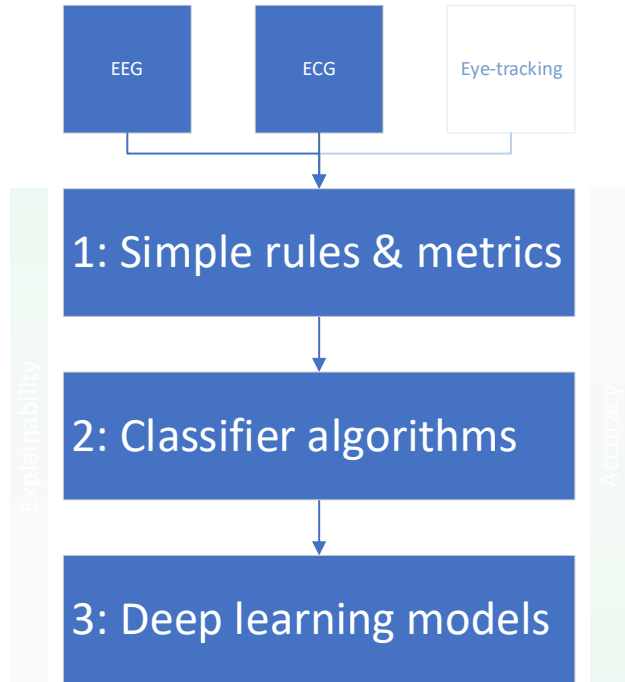 EEG
ECG
Eye-tracking
1: Simple rules & metrics
Explainability
2: Classifier algorithms
Accuracy
3: Deep learning models